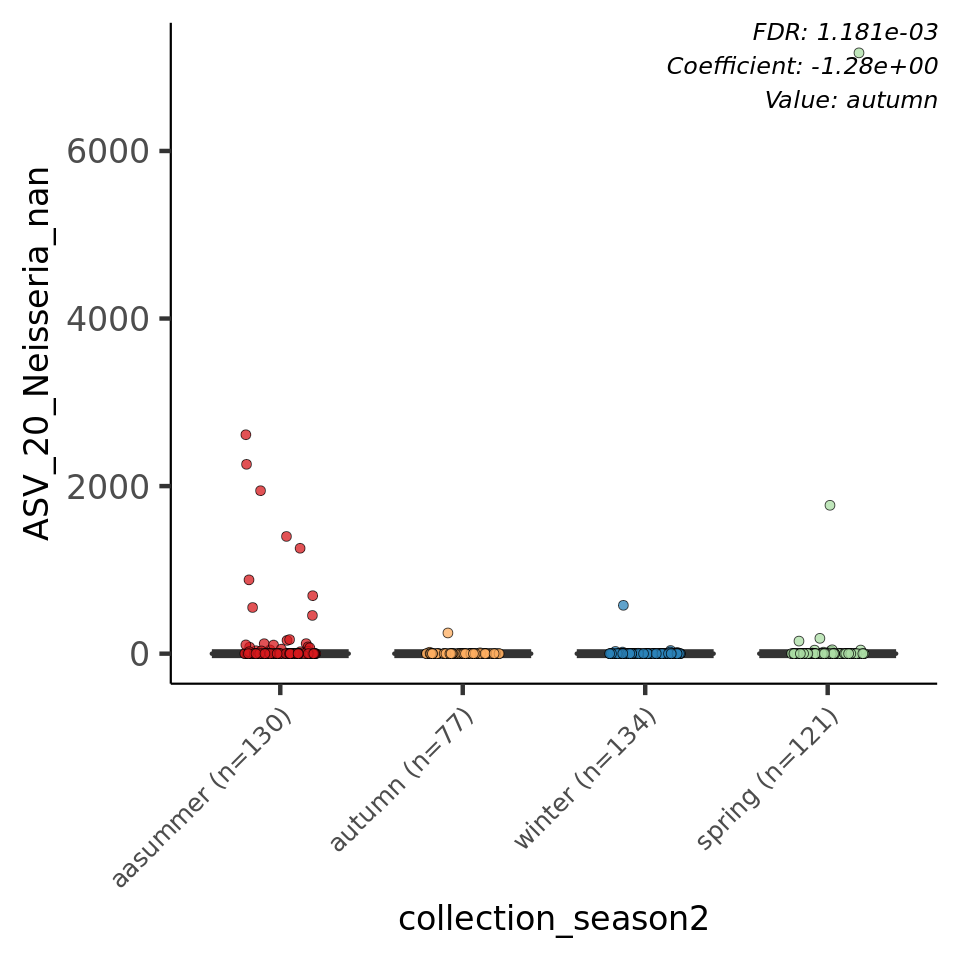 FDR: 1.181e-03
Coefficient: -1.28e+00
Value: autumn
ASV_20_Neisseria_nan
6000
4000
2000
0
aasummer (n=130)
autumn (n=77)
winter (n=134)
spring (n=121)
collection_season2